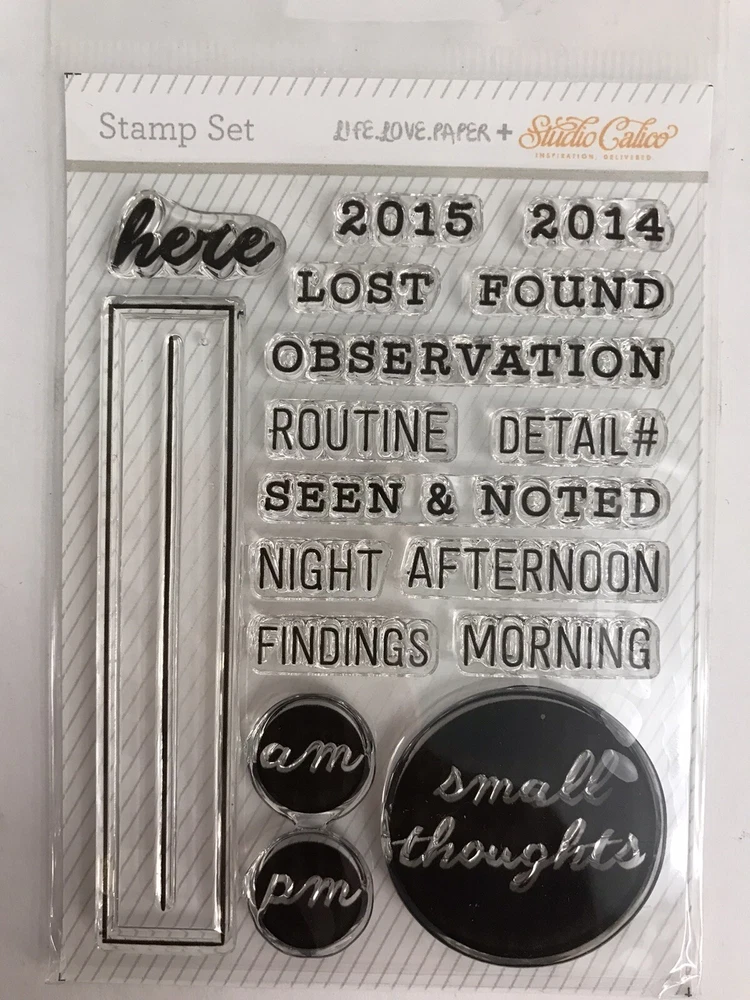 Stamp Set LIFE.LOVE.PAPER + Studio Calico
INSPIRATION, DELIVERED.
here 2015 2014
LOST FOUND
OBSERVATION
ROUTINE DETAIL#
SEEN & NOTED
NIGHT AFTERNOON
FINDINGS MORNING
am
pm
small
thoughts